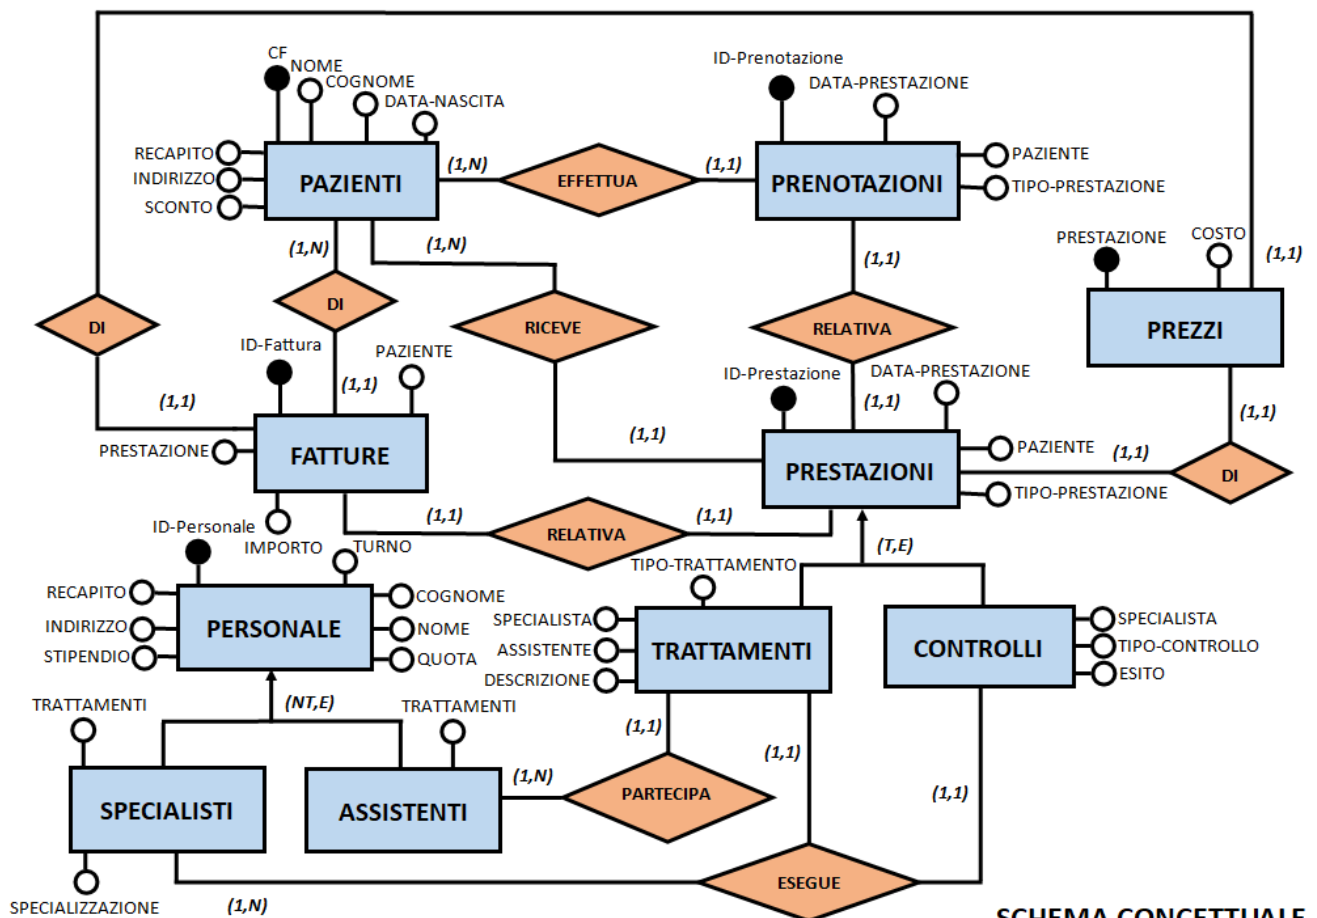 CF
NOME
COGNOME
DATA-NASCITA
RECAPITO
INDIRIZZO
SCONTO
PAZIENTI
(1,N)
EFFETTUA
(1,1)
ID-Prenotazione
DATA-PRESTAZIONE
PRENOTAZIONI
PAZIENTE
TIPO-PRESTAZIONE
(1,N)
(1,N)
(1,1)
PRESTAZIONE
COSTO
(1,1)
PREZZI
DI
DI
RICEVE
RELATIVA
ID-Fattura
PAZIENTE
(1,1)
(1,1)
ID-Prestazione
DATA-PRESTAZIONE
(1,1)
(1,1)
PRESTAZIONE
FATTURE
IMPORTO
(1,1)
PRESTAZIONI
PAZIENTE
TIPO-PRESTAZIONE
(1,1)
DI
(1,1)
RELATIVA
(1,1)
(T,E)
ID-Personale
TURNO
RECAPITO
INDIRIZZO
STIPENDIO
PERSONALE
COGNOME
NOME
QUOTA
TIPO-TRATTAMENTO
SPECIALISTA
ASSISTENTE
DESCRIZIONE
TRATTAMENTI
CONTROLLI
SPECIALISTA
TIPO-CONTROLLO
ESITO
(NT,E)
TRATTAMENTI
TRATTAMENTI
(1,1)
(1,1)
SPECIALISTI
ASSISTENTI
(1,N)
PARTECIPA
(1,1)
SPECIALIZZAZIONE
(1,N)
ESEGUE
SCHEMA CONCETTUALE